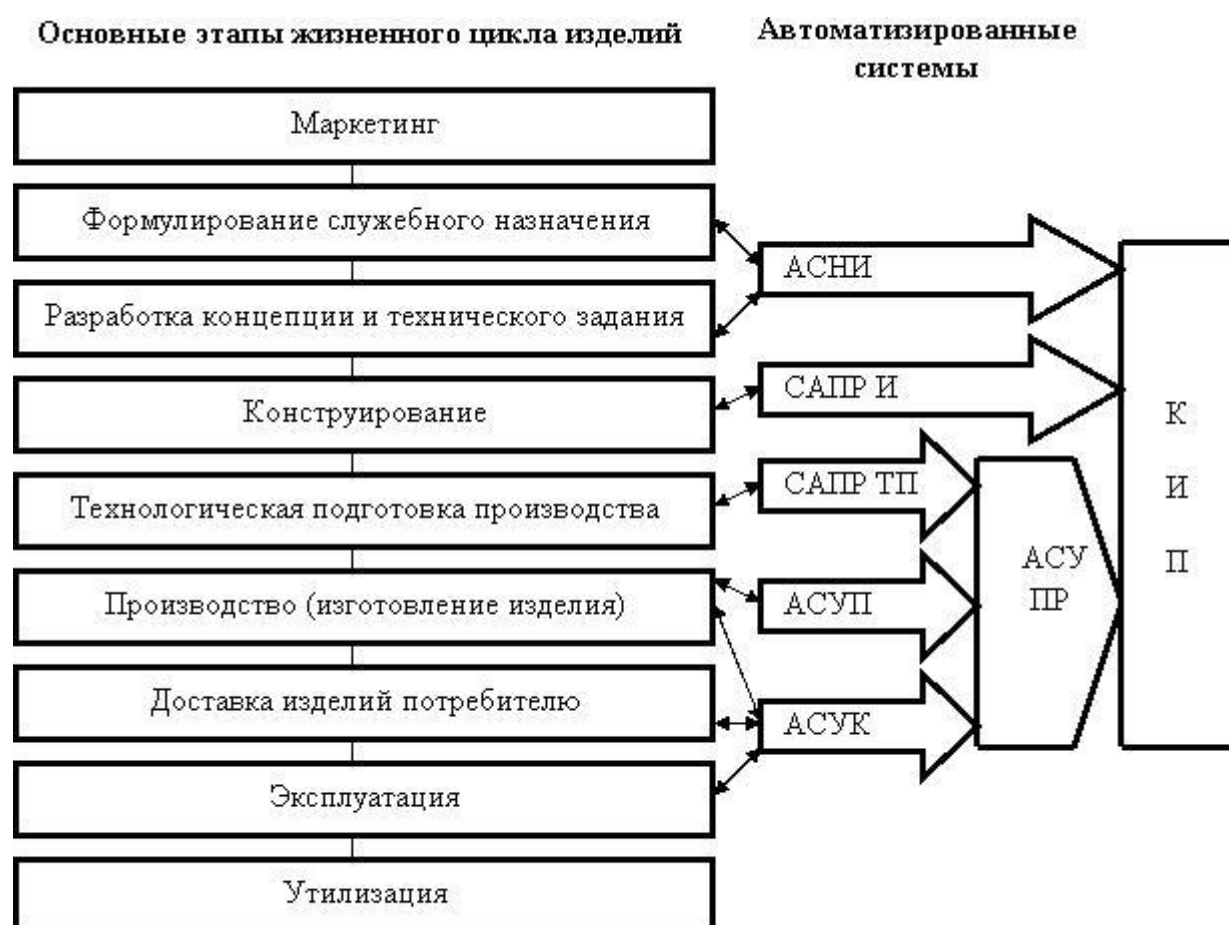 Основные этапы жизненного цикла изделий
Автоматизированные
системы
Маркетинг
Формулирование служебного назначения
Разработка концепции и технического задания
Конструирование
Технологическая подготовка производства
Производство (изготовление изделия)
Доставка изделий потребителю
Эксплуатация
Утилизация
АСНИ
САПР И
САПР ТП
АСУП
АСУК
АСУ
ПР
К
И
П